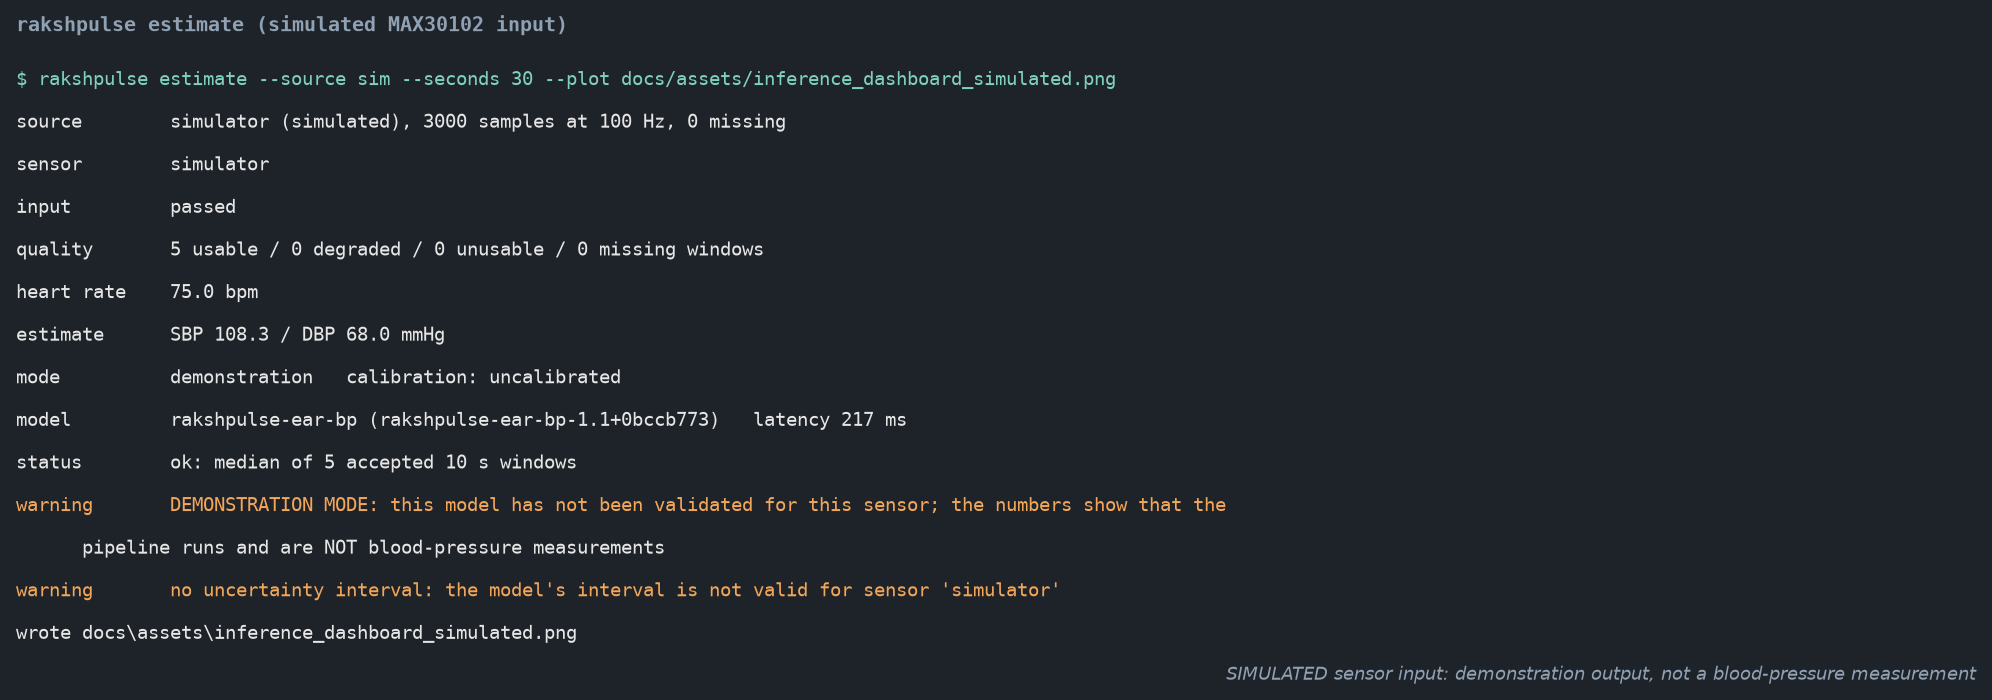 rakshpulse estimate (simulated MAX30102 input)
$ rakshpulse estimate --source sim --seconds 30 --plot docs/assets/inference_dashboard_simulated.png
source        simulator (simulated), 3000 samples at 100 Hz, 0 missing
sensor        simulator
input         passed
quality       5 usable / 0 degraded / 0 unusable / 0 missing windows
heart rate    75.0 bpm
estimate      SBP 108.3 / DBP 68.0 mmHg
mode          demonstration   calibration: uncalibrated
model         rakshpulse-ear-bp (rakshpulse-ear-bp-1.1+0bccb773)   latency 217 ms
status        ok: median of 5 accepted 10 s windows
warning       DEMONSTRATION MODE: this model has not been validated for this sensor; the numbers show that the
      pipeline runs and are NOT blood-pressure measurements
warning       no uncertainty interval: the model's interval is not valid for sensor 'simulator'
wrote docs\assets\inference_dashboard_simulated.png
SIMULATED sensor input: demonstration output, not a blood-pressure measurement